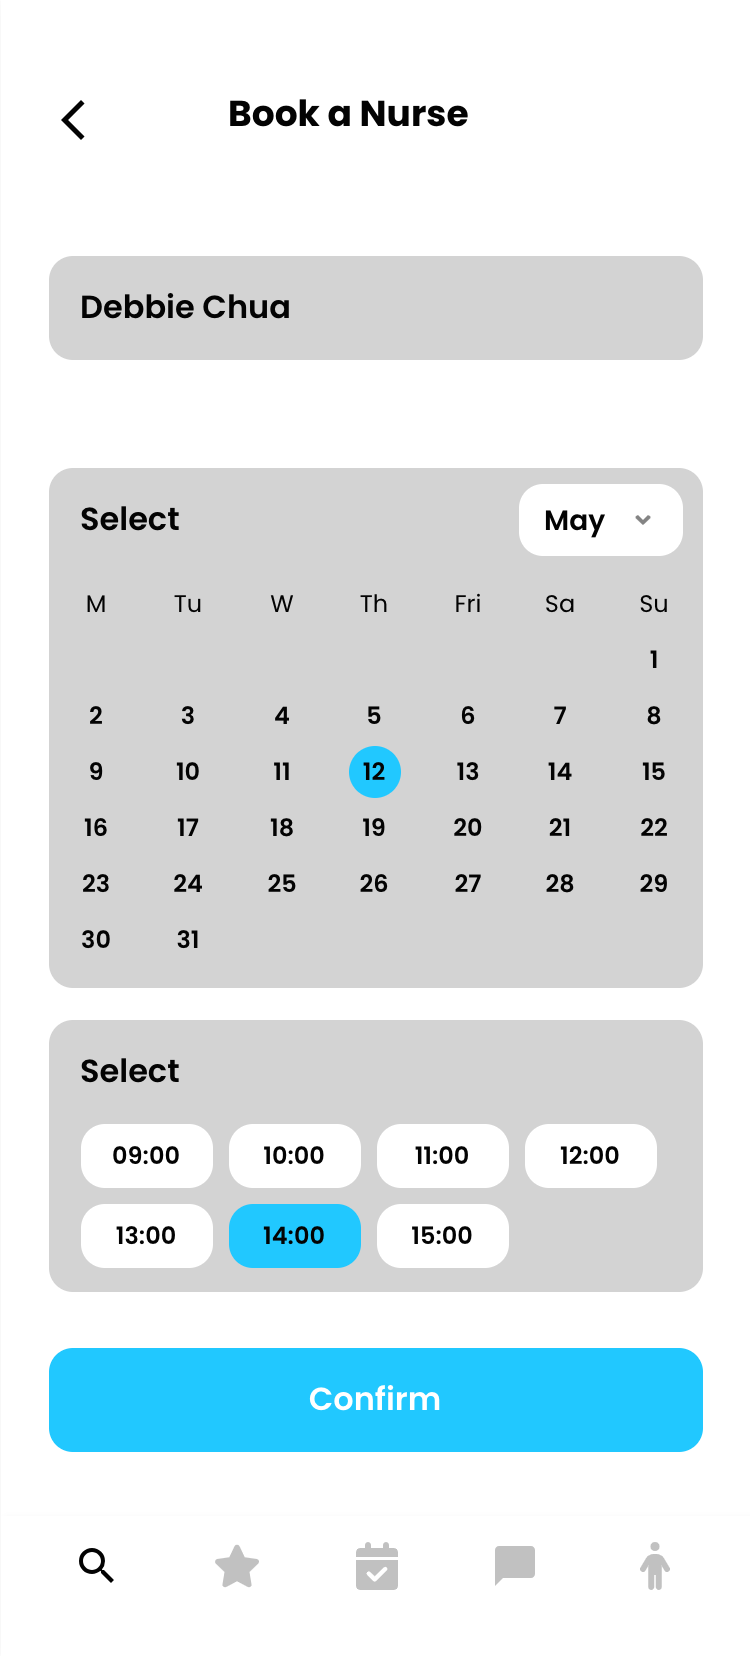 Book a Nurse
Debbie Chua
Select
May
M Tu W Th Fri Sa Su
1
2 3 4 5 6 7 8
9 10 11 12 13 14 15
16 17 18 19 20 21 22
23 24 25 26 27 28 29
30 31
Select
09:00 10:00 11:00 12:00
13:00 14:00 15:00
Confirm